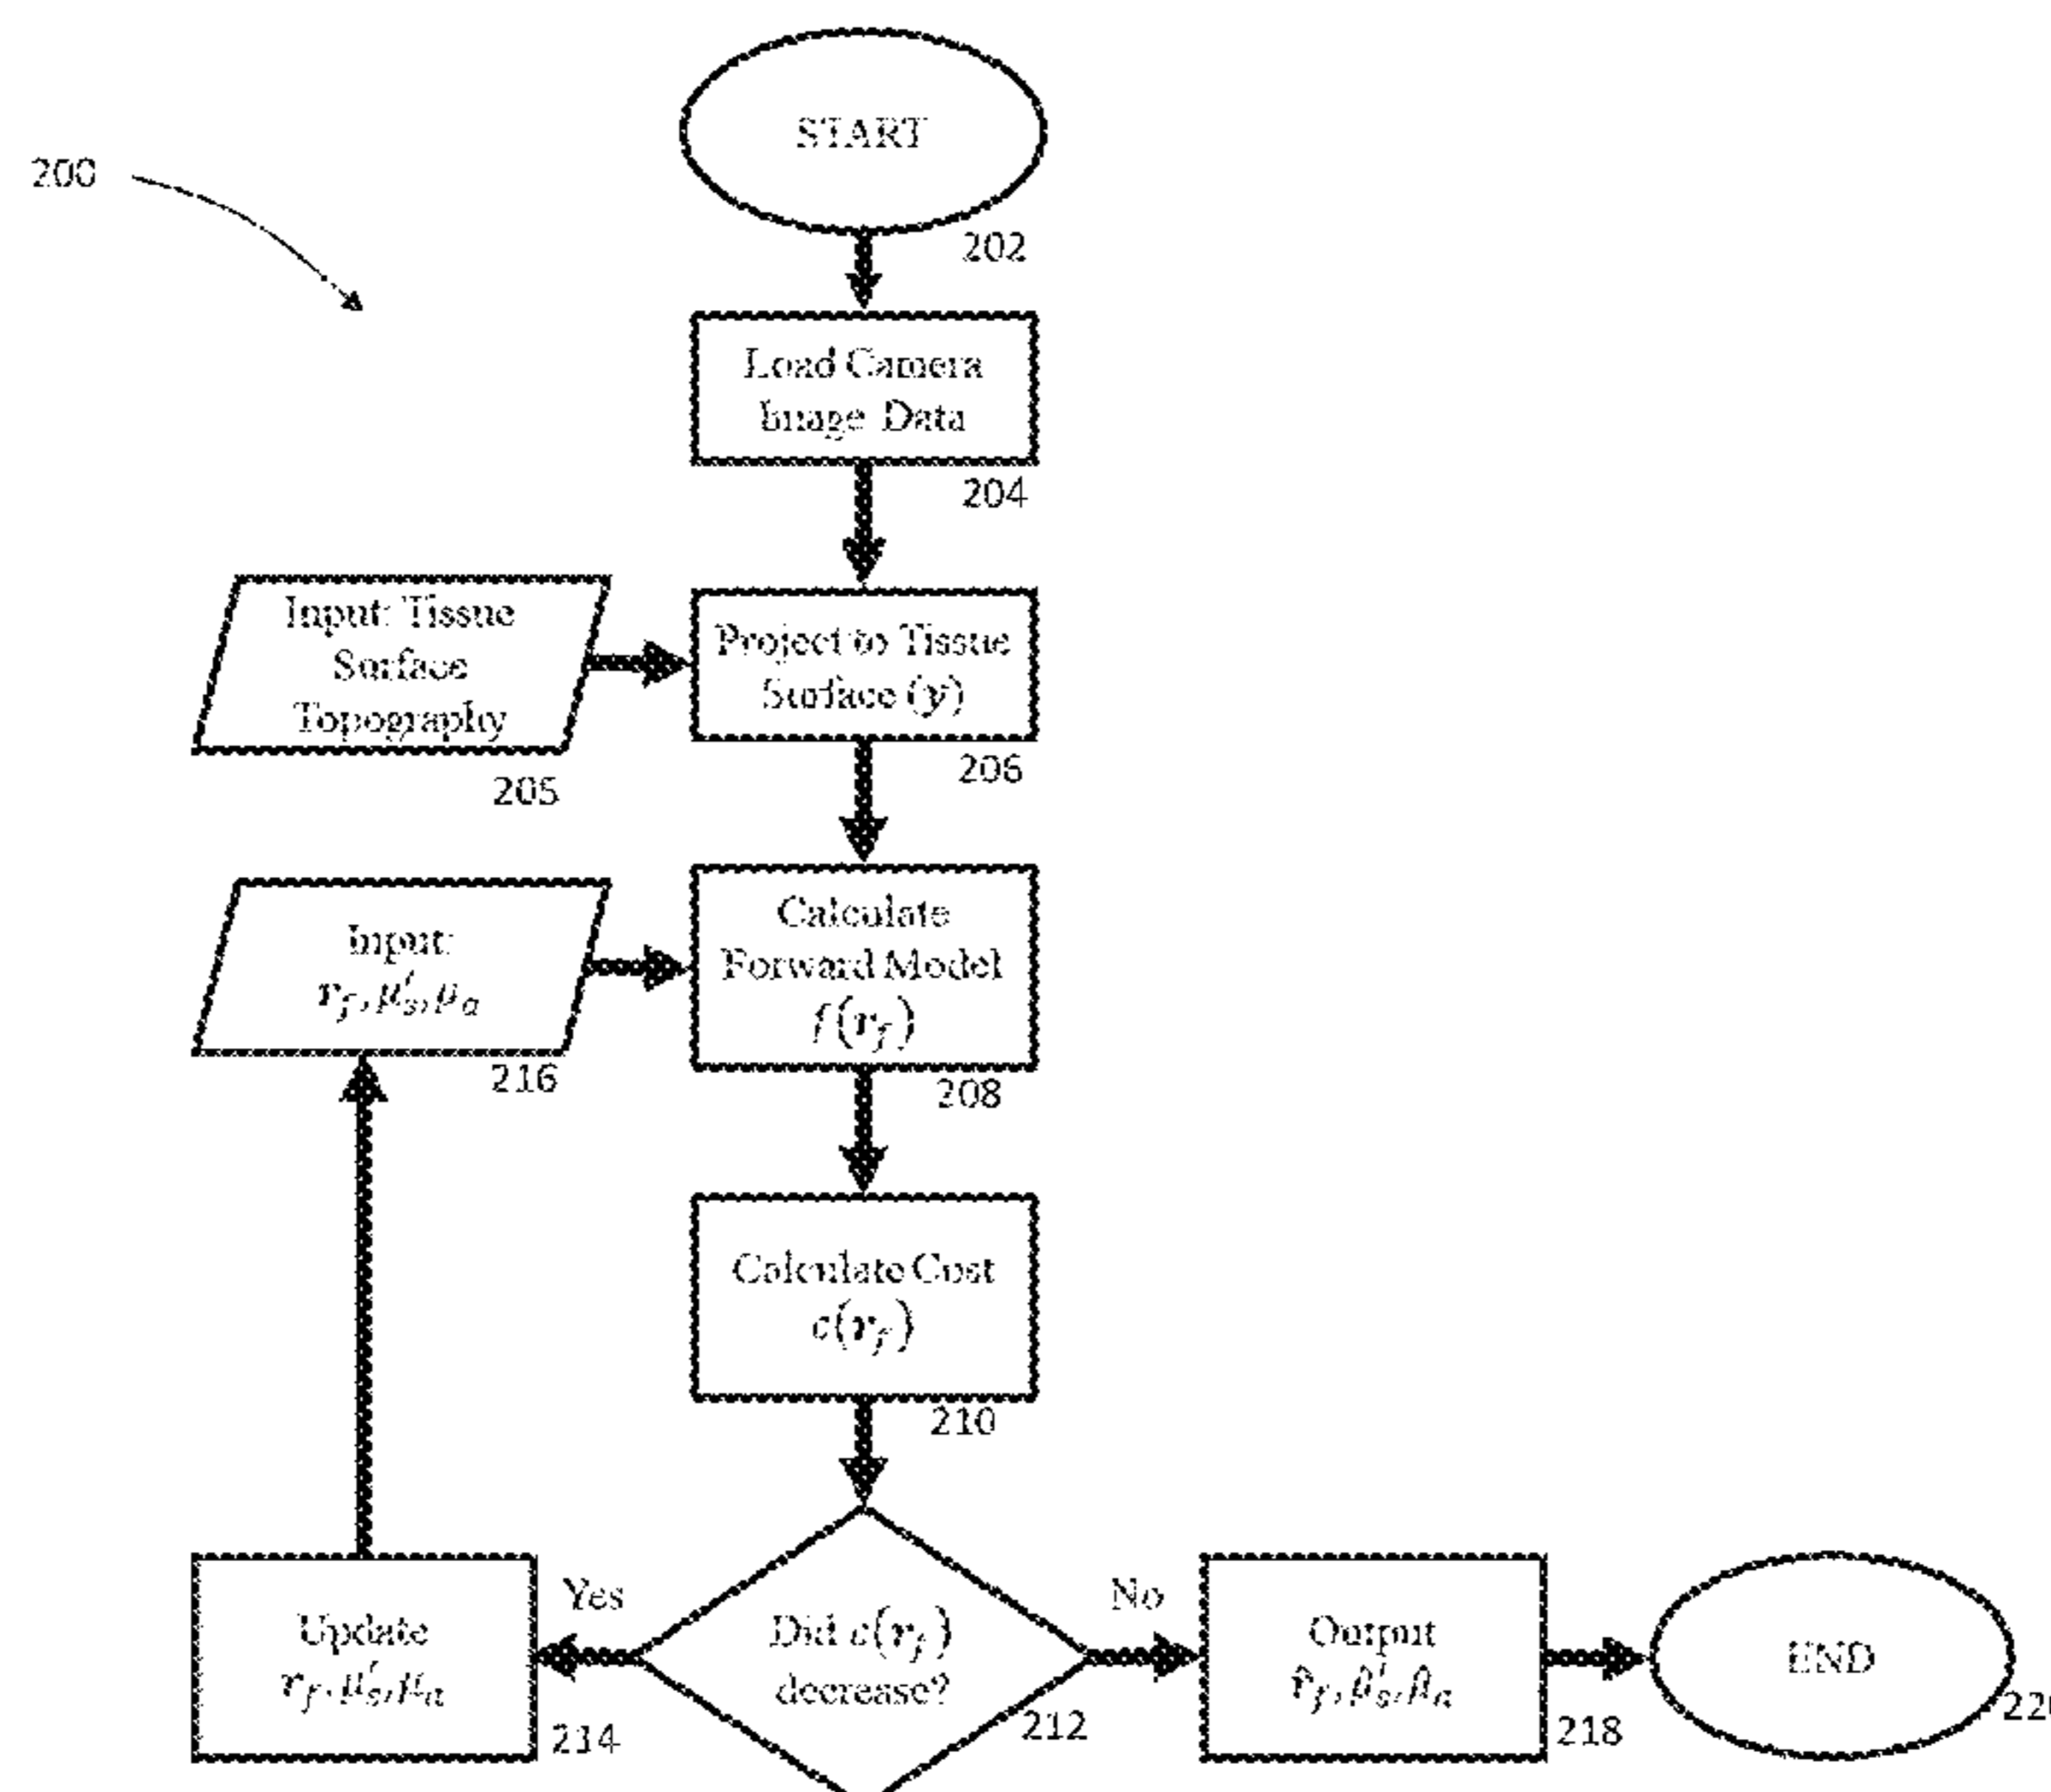 START
200
202
Load Camera
Image Data
204
Input: Tissue
Surface
Topography
205
Project to Tissue
Surface (y)
206
Input:
r_f, μ'_s, μ_a
216
Calculate
Forward Model
f(r_f)
208
Calculate Cost
c(r_f)
210
Update
r_f, μ'_s, μ_a
214
Yes
Did c(r_f)
decrease?
212
No
Output
r̂_f, μ̂'_s, μ̂_a
218
END